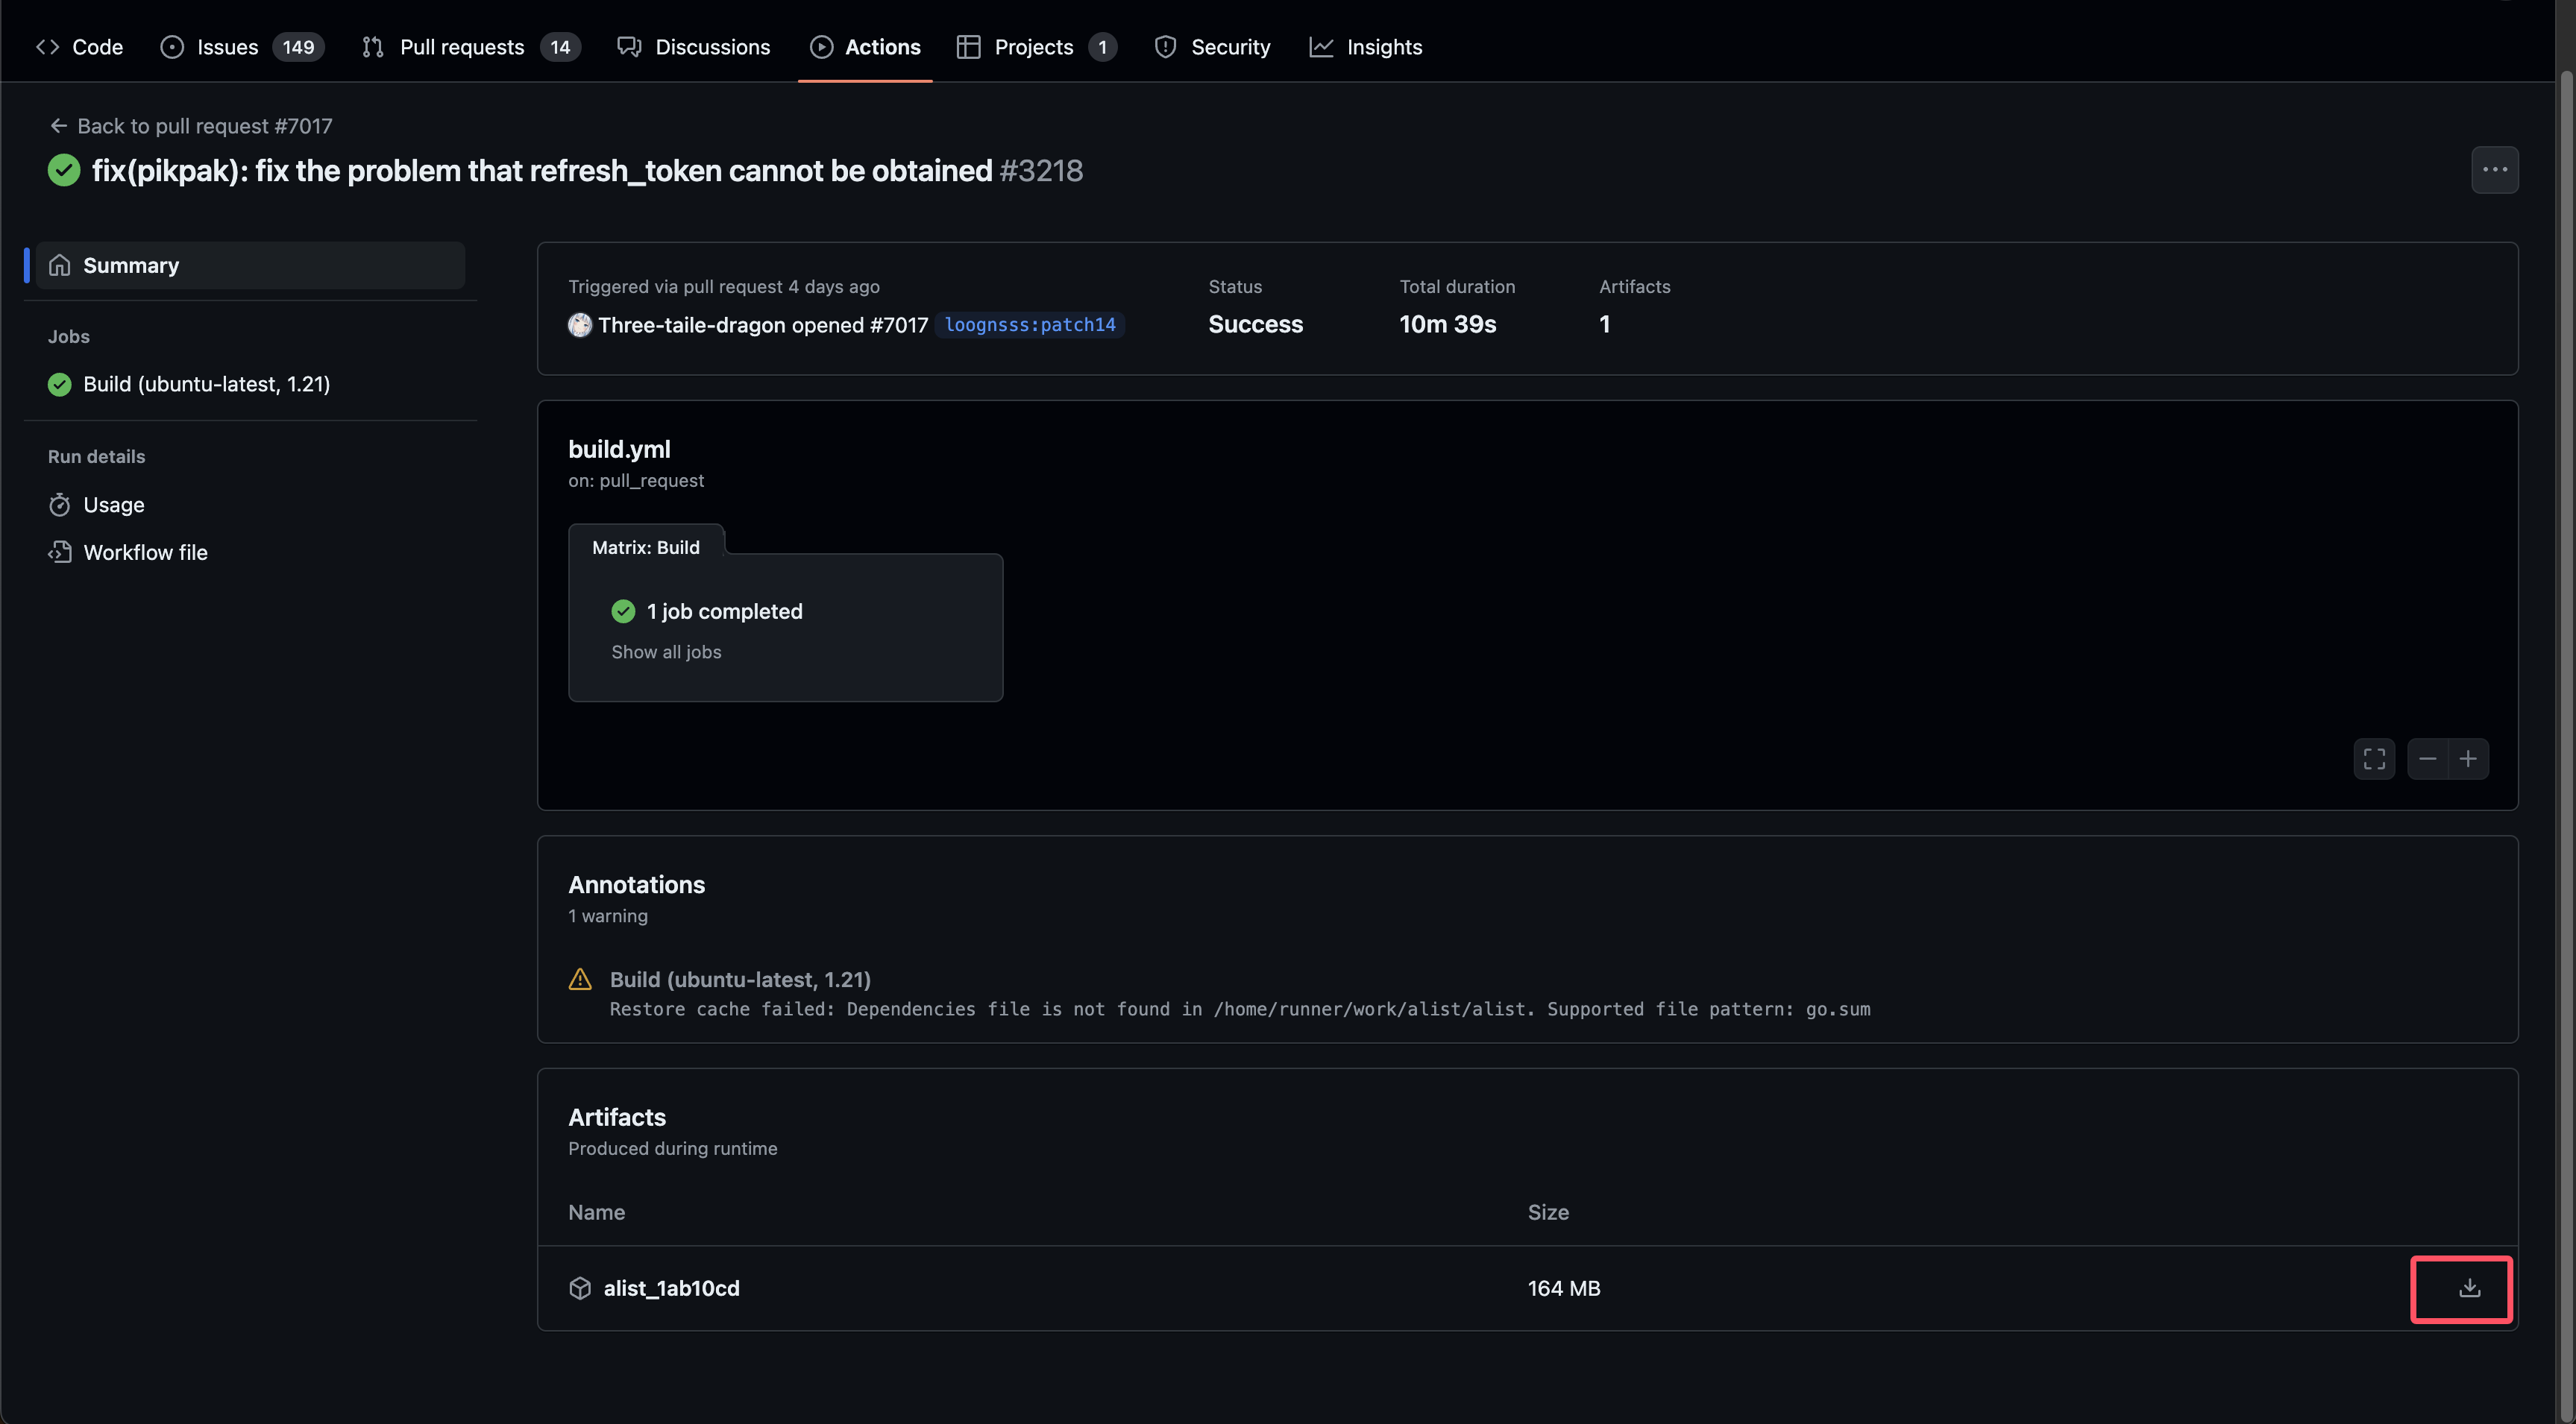 Code Issues 149 Pull requests 14 Discussions Actions Projects 1 Security Insights
Back to pull request #7017
fix(pikpak): fix the problem that refresh_token cannot be obtained #3218
Summary
Jobs
Build (ubuntu-latest, 1.21)
Run details
Usage
Workflow file
Triggered via pull request 4 days ago
Three-taile-dragon opened #7017 loognsss:patch14
Status
Success
Total duration
10m 39s
Artifacts
1
build.yml
on: pull_request
Matrix: Build
1 job completed
Show all jobs
Annotations
1 warning
Build (ubuntu-latest, 1.21)
Restore cache failed: Dependencies file is not found in /home/runner/work/alist/alist. Supported file pattern: go.sum
Artifacts
Produced during runtime
Name Size
alist_1ab10cd 164 MB